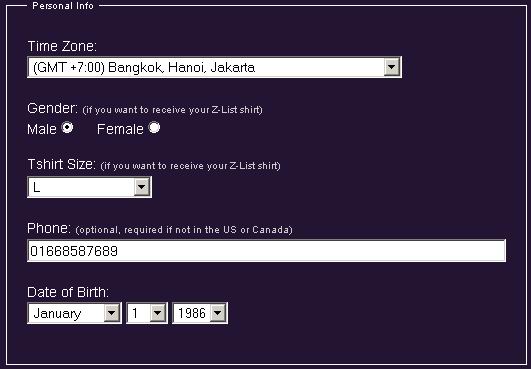 Personal Info
Time Zone:
(GMT +7:00) Bangkok, Hanoi, Jakarta
Gender: (if you want to receive your Z-List shirt)
Male Female
Tshirt Size: (if you want to receive your Z-List shirt)
L
Phone: (optional, required if not in the US or Canada)
01668587689
Date of Birth:
January 1 1986